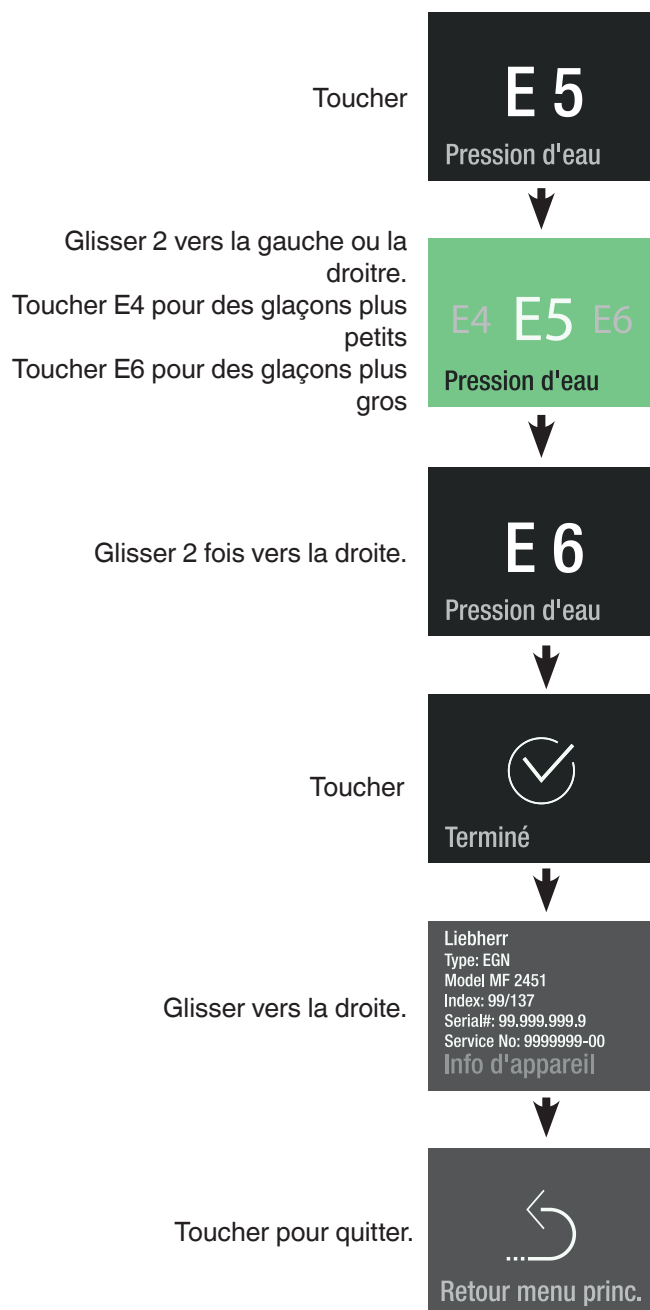 Toucher
E 5
Pression d'eau
Glisser 2 vers la gauche ou la
droitre.
Toucher E4 pour des glaçons plus
petits
Toucher E6 pour des glaçons plus
gros
E4 E5 E6
Pression d'eau
Glisser 2 fois vers la droite.
E 6
Pression d'eau
Toucher
Terminé
Glisser vers la droite.
Liebherr
Type: EGN
Model MF 2451
Index: 99/137
Serial#: 99.999.999.9
Service No: 9999999-00
Info d'appareil
Toucher pour quitter.
Retour menu princ.